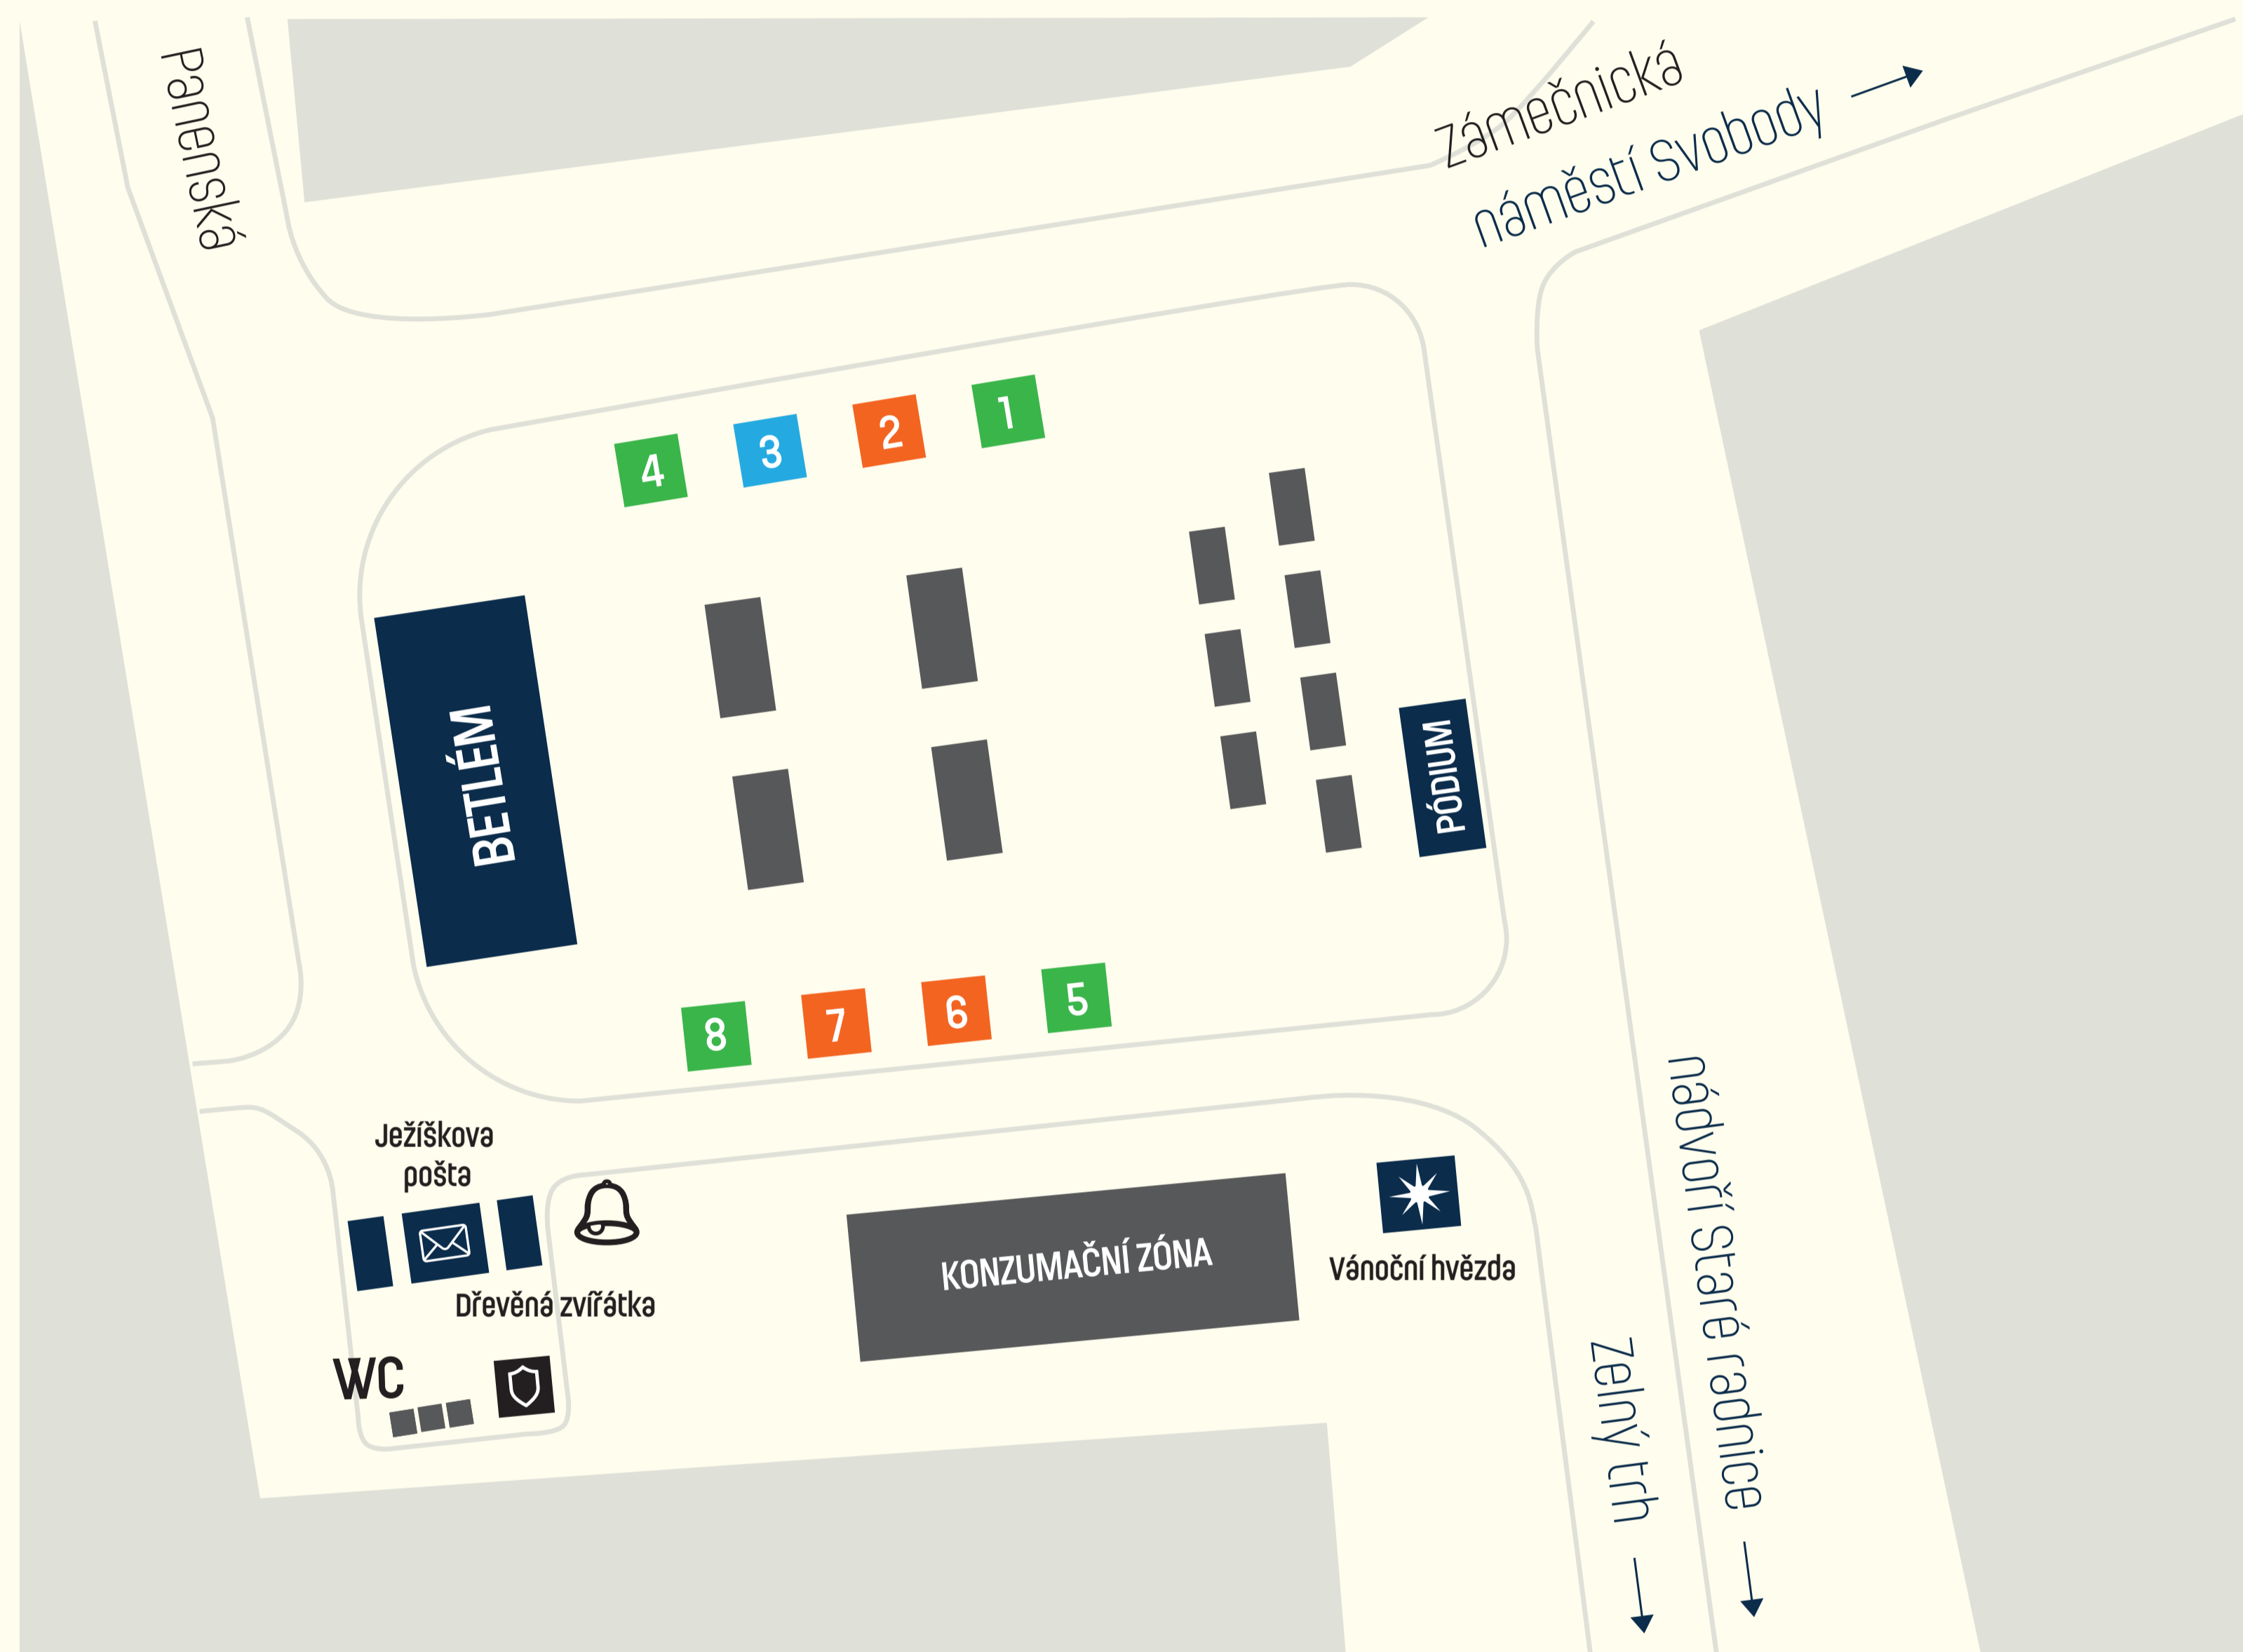 Panenská
Zámečnická
náměstí Svobody
4
3
2
1
BETLÉM
PÓDIUM
8
7
6
5
Ježíškova
pošta
Dřevěná zvířátka
WC
KONZUMAČNÍ ZÓNA
Vánoční hvězda
Zelný trh
nádvoří Staré radnice